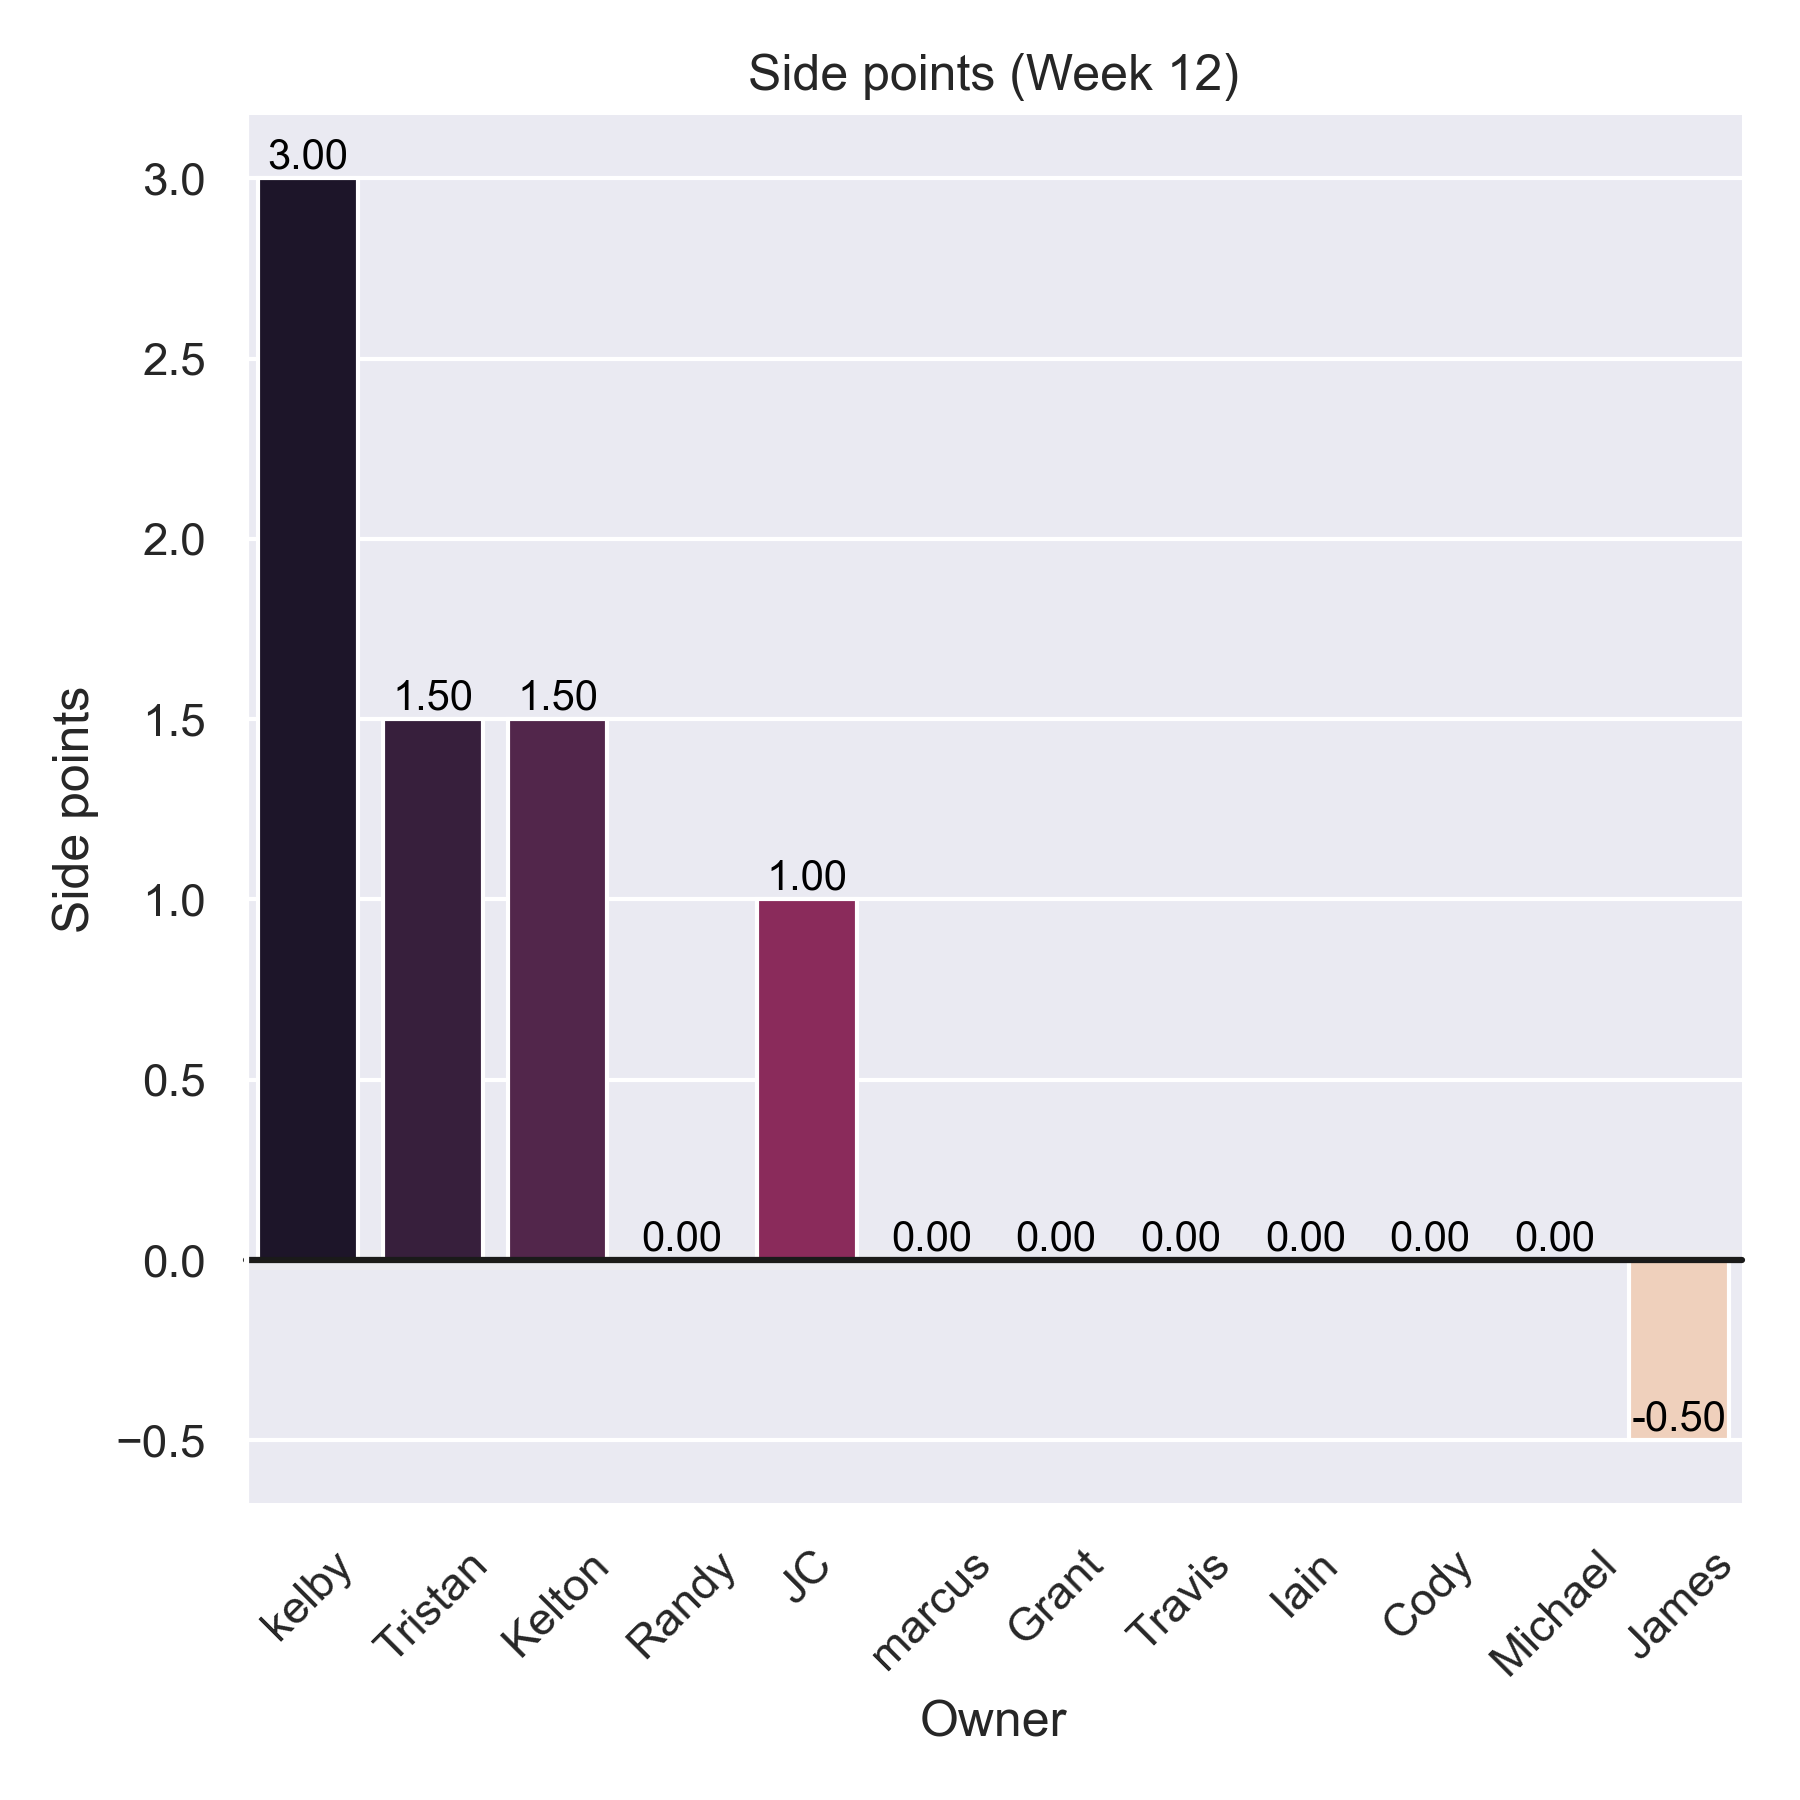 Side points (Week 12)
3.00
3.0
2.5
2.0
1.50 1.50
1.5
1.00
1.0
0.5
0.00 0.00 0.00 0.00 0.00 0.00 0.00
0.0
-0.50
−0.5
Side points
kelby Tristan Kelton Randy JC marcus Grant Travis Iain Cody Michael James
Owner